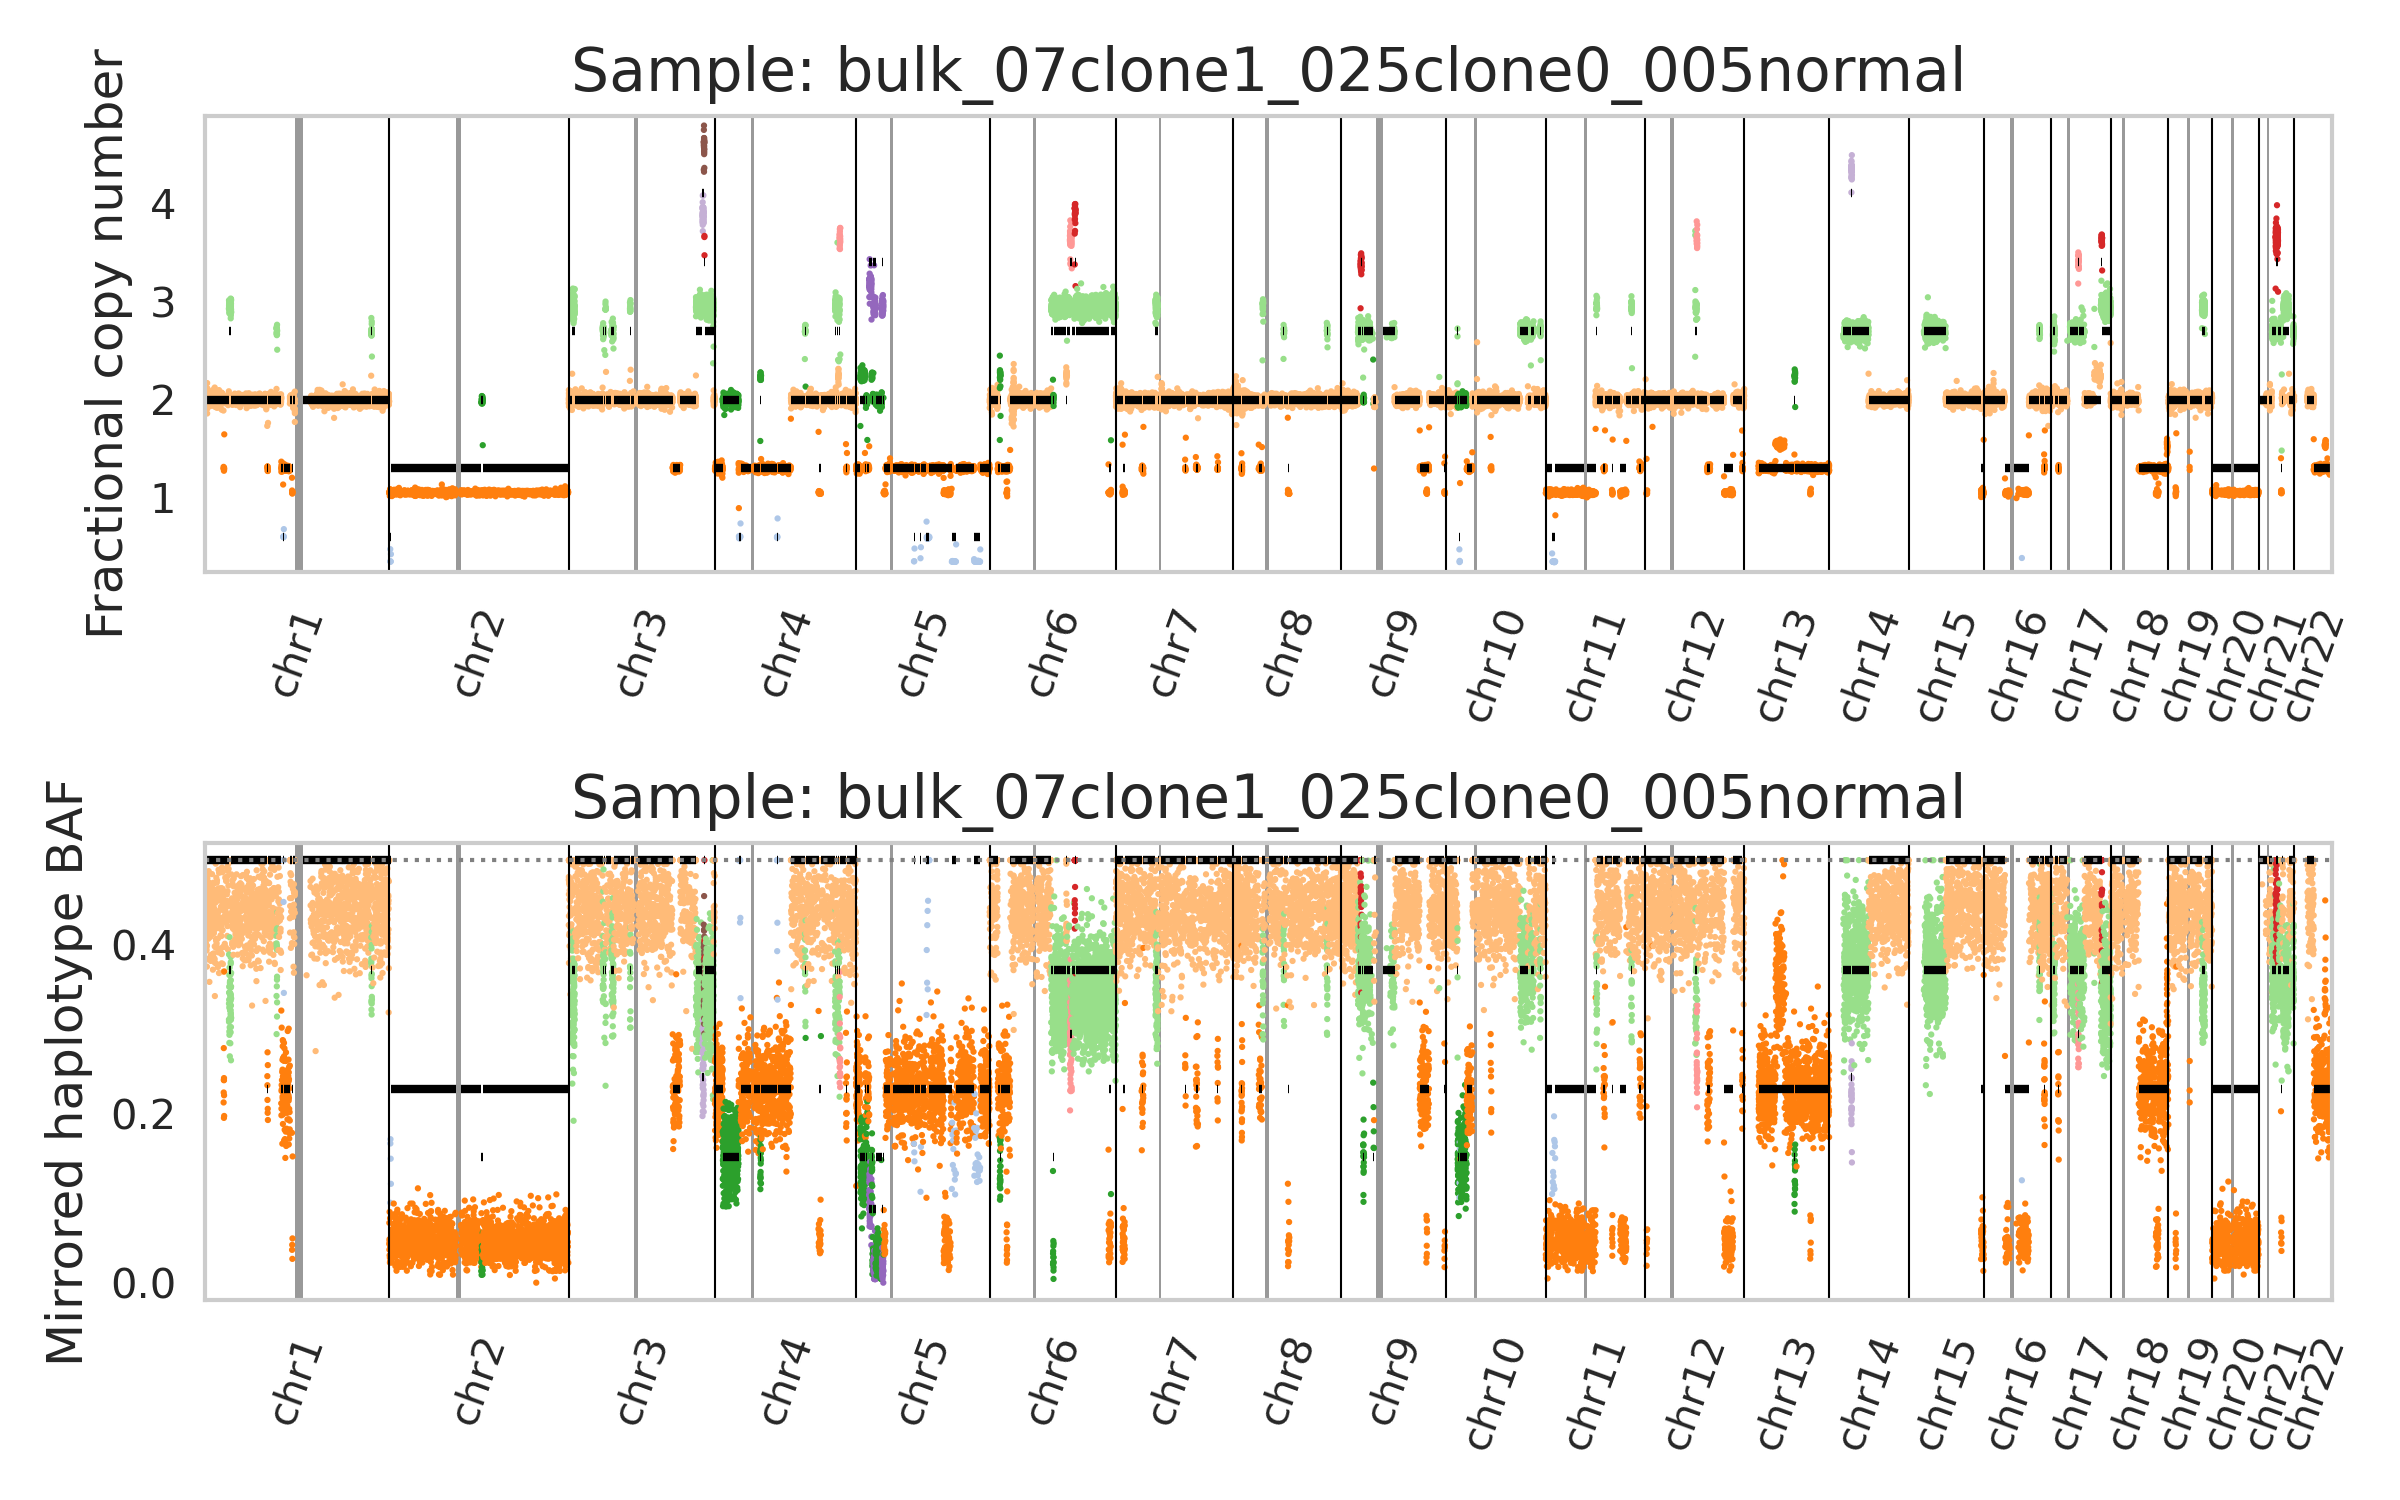 Sample: bulk_07clone1_025clone0_005normal
Fractional copy number
4
3
2
1
chr1
chr2
chr3
chr4
chr5
chr6
chr7
chr8
chr9
chr10
chr11
chr12
chr13
chr14
chr15
chr16
chr17
chr18
chr19
chr20
chr21
chr22
Sample: bulk_07clone1_025clone0_005normal
Mirrored haplotype BAF
0.4
0.2
0.0
chr1
chr2
chr3
chr4
chr5
chr6
chr7
chr8
chr9
chr10
chr11
chr12
chr13
chr14
chr15
chr16
chr17
chr18
chr19
chr20
chr21
chr22